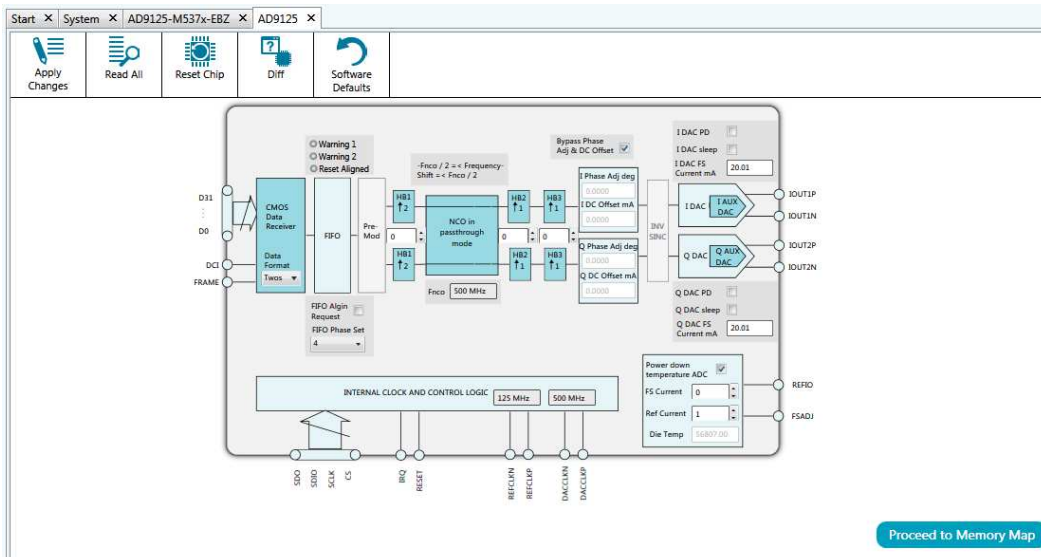 Start × System × AD9125-M537x-EBZ × AD9125 ×
Apply
Changes
Read All
Reset Chip
Diff
Software
Defaults
Warning 1
Warning 2
Reset Aligned
-Fnco / 2 =< Frequency-
Shift =< Fnco / 2
Bypass Phase
Adj & DC Offset
I DAC PD
I DAC sleep
I DAC FS
Current mA
20.01
D31
D0
DCI
FRAME
CMOS
Data
Receiver
Data
Format
Twos
FIFO
Pre-
Mod
HB1
↑2
0
HB1
↑2
NCO in
passthrough
mode
HB2
↑1
HB3
↑1
0
0
HB2
↑1
HB3
↑1
I Phase Adj deg
0.0000
I DC Offset mA
0.0000
Q Phase Adj deg
0.0000
Q DC Offset mA
0.0000
INV
SINC
I DAC
I AUX
DAC
Q DAC
Q AUX
DAC
IOUT1P
IOUT1N
IOUT2P
IOUT2N
Fnco 500 MHz
FIFO Algin
Request
FIFO Phase Set
4
Q DAC PD
Q DAC sleep
Q DAC FS
Current mA
20.01
INTERNAL CLOCK AND CONTROL LOGIC 125 MHz 500 MHz
Power down
temperature ADC
FS Current 0
Ref Current 1
Die Temp 56807.00
REFIO
FSADJ
SDO
SDIO
SCLK
CS
IRQ
RESET
REFCLKN
REFCLKP
DACCLKN
DACCLKP
Proceed to Memory Map